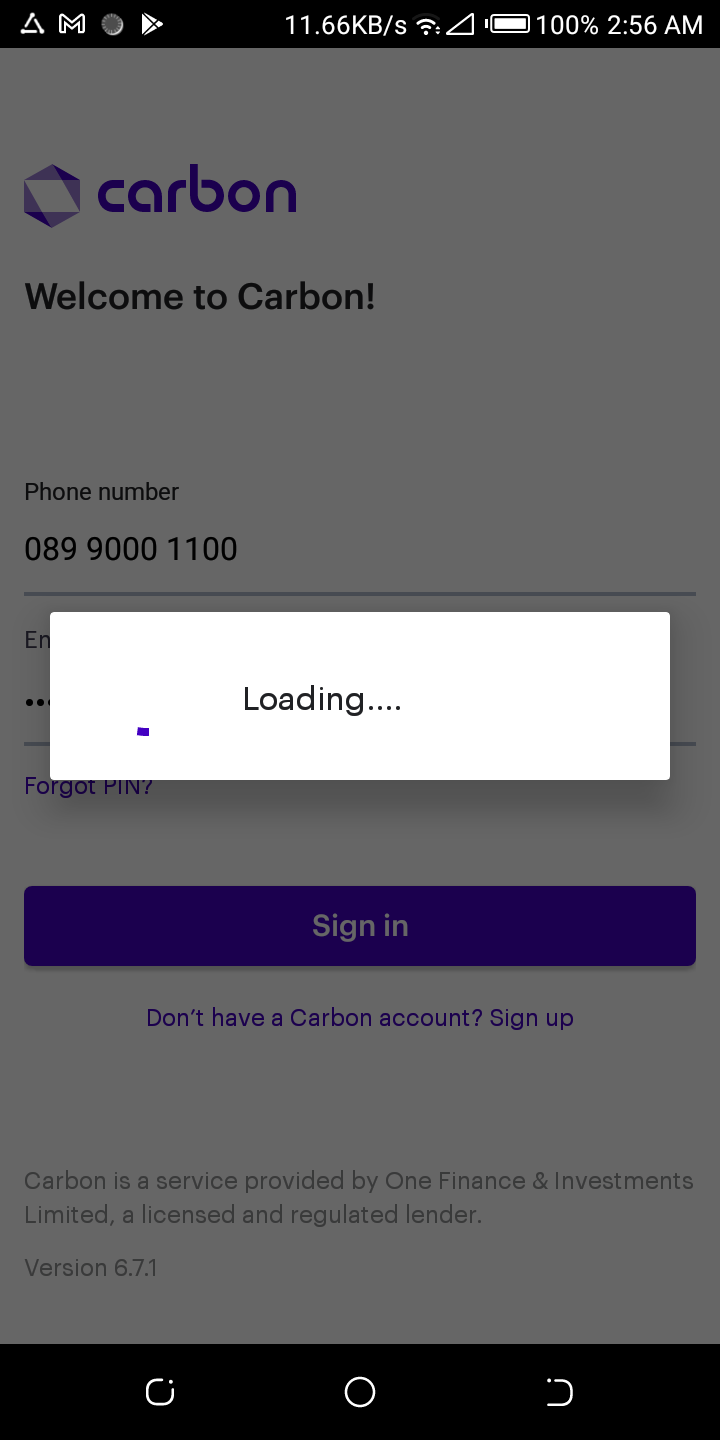 11.66KB/s 100% 2:56 AM
carbon
Welcome to Carbon!
Phone number
089 9000 1100
En
Loading....
Forgot PIN?
Sign in
Don't have a Carbon account? Sign up
Carbon is a service provided by One Finance & Investments
Limited, a licensed and regulated lender.
Version 6.7.1